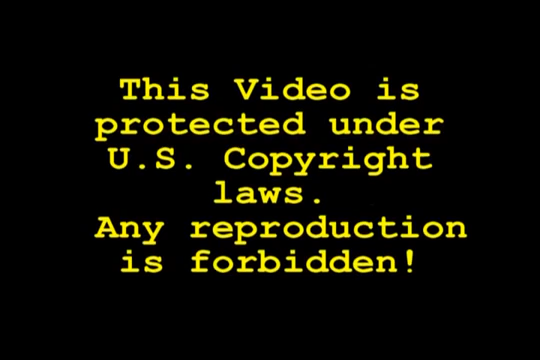 This Video is
protected under
U.S. Copyright
laws.
Any reproduction
is forbidden!